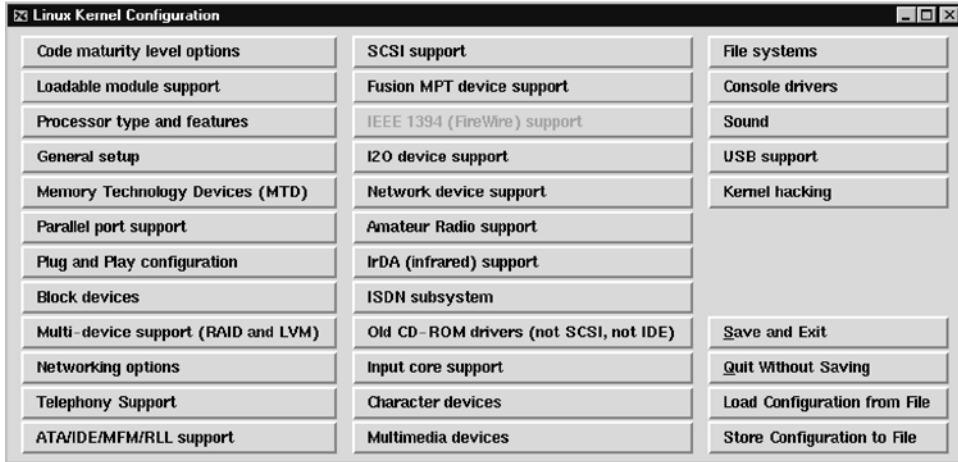 Linux Kernel Configuration
Code maturity level options
Loadable module support
Processor type and features
General setup
Memory Technology Devices (MTD)
Parallel port support
Plug and Play configuration
Block devices
Multi-device support (RAID and LVM)
Networking options
Telephony Support
ATA/IDE/MFM/RLL support
SCSI support
Fusion MPT device support
IEEE 1394 (FireWire) support
I2O device support
Network device support
Amateur Radio support
IrDA (infrared) support
ISDN subsystem
Old CD-ROM drivers (not SCSI, not IDE)
Input core support
Character devices
Multimedia devices
File systems
Console drivers
Sound
USB support
Kernel hacking
Save and Exit
Quit Without Saving
Load Configuration from File
Store Configuration to File